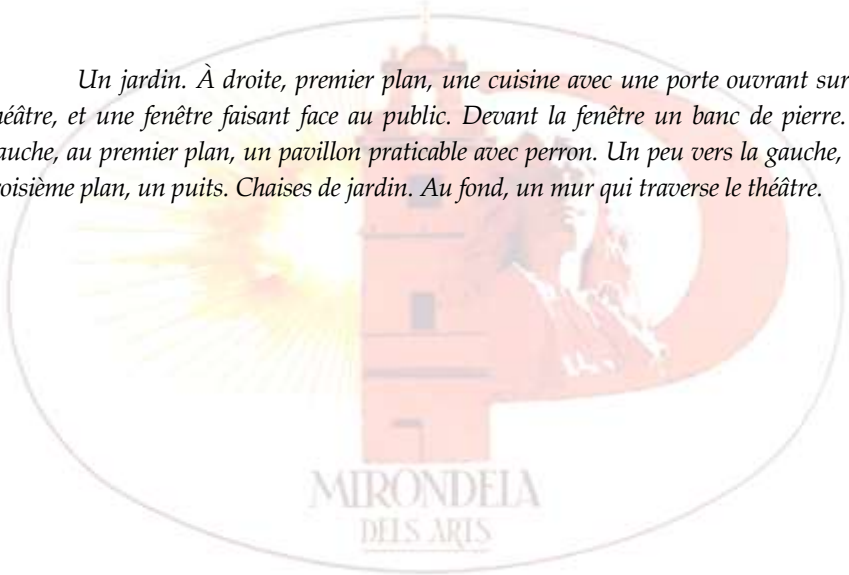 Un jardin. À droite, premier plan, une cuisine avec une porte ouvrant sur
héâtre, et une fenêtre faisant face au public. Devant la fenêtre un banc de pierre.
auche, au premier plan, un pavillon praticable avec perron. Un peu vers la gauche,
roisième plan, un puits. Chaises de jardin. Au fond, un mur qui traverse le théâtre.
MIRONDELA
DELS ARTS